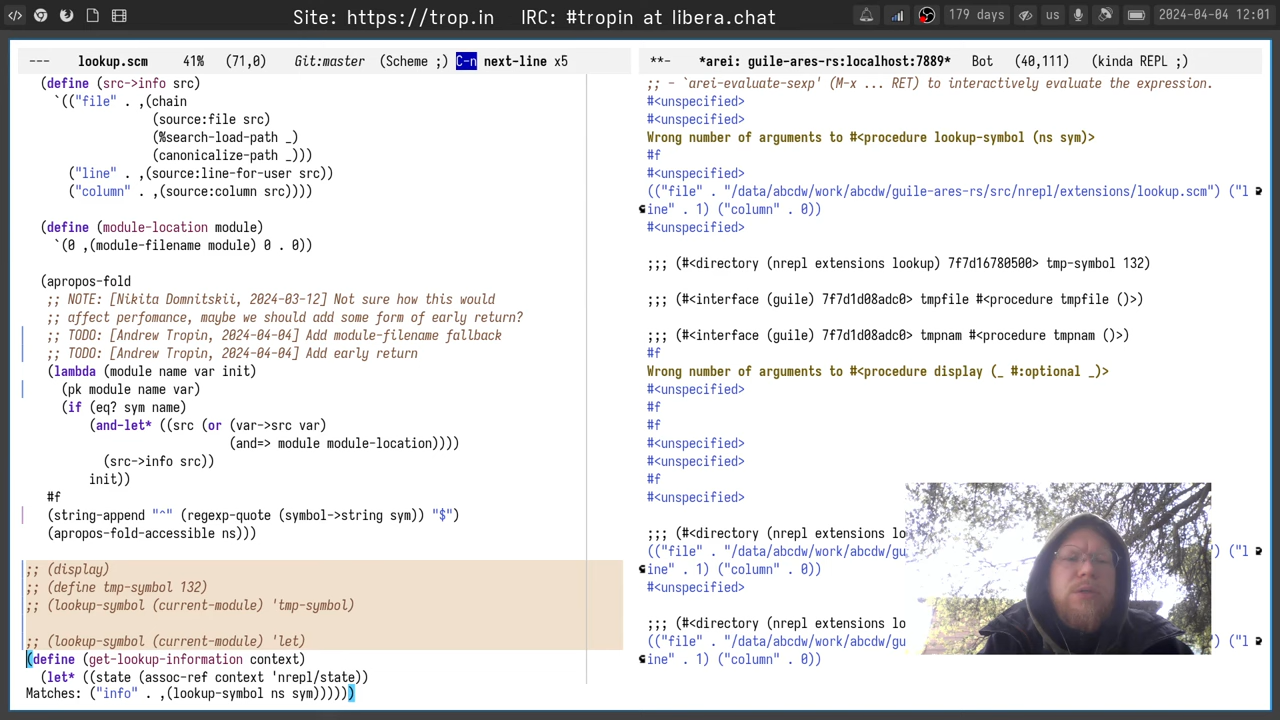 Site: https://trop.in   IRC: #tropin at libera.chat
179 days
us
2024-04-04 12:01
---   lookup.scm   41%   (71,0)   Git:master   (Scheme ;) C-n next-line x5
(define (src->info src)
`(("file" . ,(chain
(source:file src)
(%search-load-path _)
(canonicalize-path _)))
("line" . ,(source:line-for-user src))
("column" . ,(source:column src))))
(define (module-location module)
`(0 ,(module-filename module) 0 . 0))
(apropos-fold
;; NOTE: [Nikita Domnitskii, 2024-03-12] Not sure how this would
;; affect perfomance, maybe we should add some form of early return?
;; TODO: [Andrew Tropin, 2024-04-04] Add module-filename fallback
;; TODO: [Andrew Tropin, 2024-04-04] Add early return
(lambda (module name var init)
(pk module name var)
(if (eq? sym name)
(and-let* ((src (or (var->src var)
(and=> module module-location))))
(src->info src))
init))
#f
(string-append "^" (regexp-quote (symbol->string sym)) "$")
(apropos-fold-accessible ns)))
;; (display)
;; (define tmp-symbol 132)
;; (lookup-symbol (current-module) 'tmp-symbol)
;; (lookup-symbol (current-module) 'let)
(define (get-lookup-information context)
(let* ((state (assoc-ref context 'nrepl/state))
Matches: ("info" . ,(lookup-symbol ns sym)))))
**-   *arei: guile-ares-rs:localhost:7889*   Bot   (40,111)   (kinda REPL ;)
;; - `arei-evaluate-sexp' (M-x ... RET) to interactively evaluate the expression.
#<unspecified>
#<unspecified>
Wrong number of arguments to #<procedure lookup-symbol (ns sym)>
#f
#<unspecified>
(("file" . "/data/abcdw/work/abcdw/guile-ares-rs/src/nrepl/extensions/lookup.scm") ("l
ine" . 1) ("column" . 0))
#<unspecified>
;;; (#<directory (nrepl extensions lookup) 7f7d16780500> tmp-symbol 132)
;;; (#<interface (guile) 7f7d1d08adc0> tmpfile #<procedure tmpfile ()>)
;;; (#<interface (guile) 7f7d1d08adc0> tmpnam #<procedure tmpnam ()>)
#f
Wrong number of arguments to #<procedure display (_ #:optional _)>
#<unspecified>
#f
#f
#<unspecified>
#<unspecified>
#f
#<unspecified>
;;; (#<directory (nrepl extensions lo
(("file" . "/data/abcdw/work/abcdw/gu ") ("l
ine" . 1) ("column" . 0))
#<unspecified>
;;; (#<directory (nrepl extensions lo
(("file" . "/data/abcdw/work/abcdw/gu ") ("l
ine" . 1) ("column" . 0))